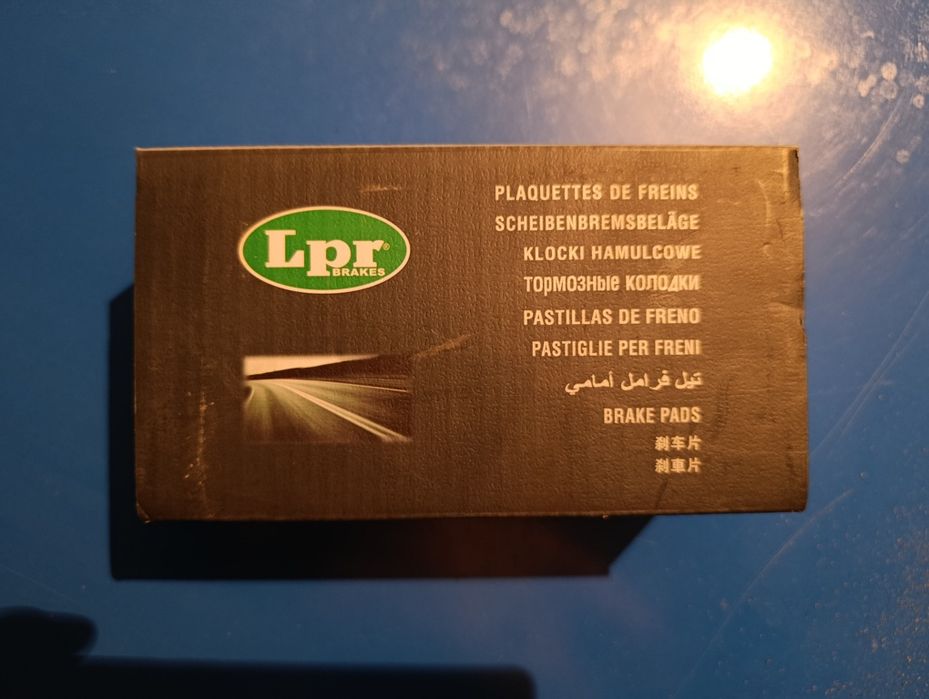 Lpr®
BRAKES
PLAQUETTES DE FREINS
SCHEIBENBREMSBELÄGE
KLOCKI HAMULCOWE
тормозные колодки
PASTILLAS DE FRENO
PASTIGLIE PER FRENI
تيل فرامل أمامي
BRAKE PADS
刹车片
刹車片